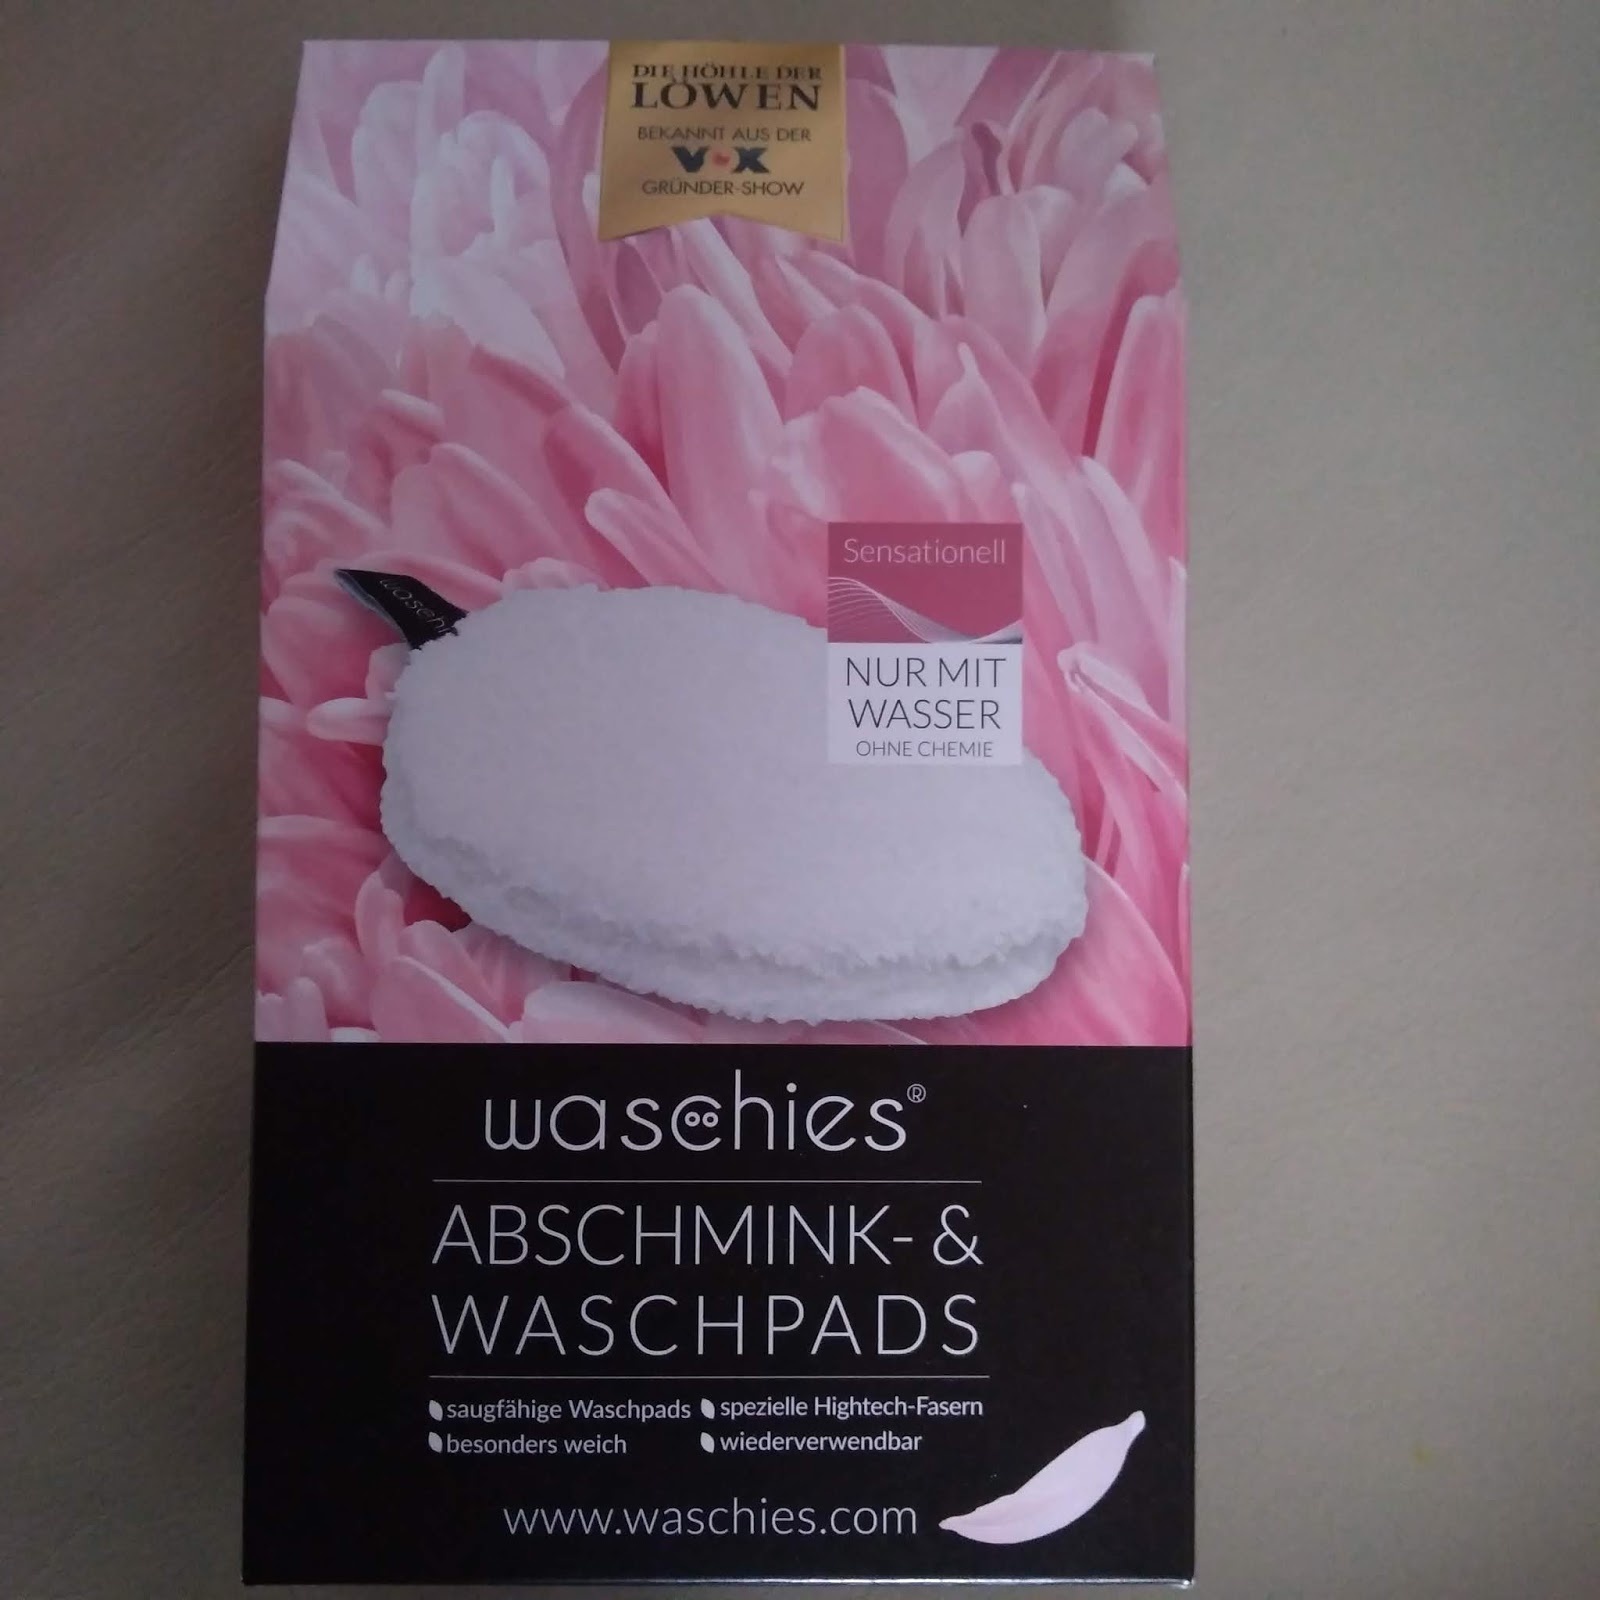 DIE HÖHLE DER
LÖWEN
BEKANNT AUS DER
VOX
GRÜNDER-SHOW
Sensationell
NUR MIT
WASSER
OHNE CHEMIE
waschies®
ABSCHMINK- &
WASCHPADS
saugfähige Waschpads
spezielle Hightech-Fasern
besonders weich
wiederverwendbar
www.waschies.com